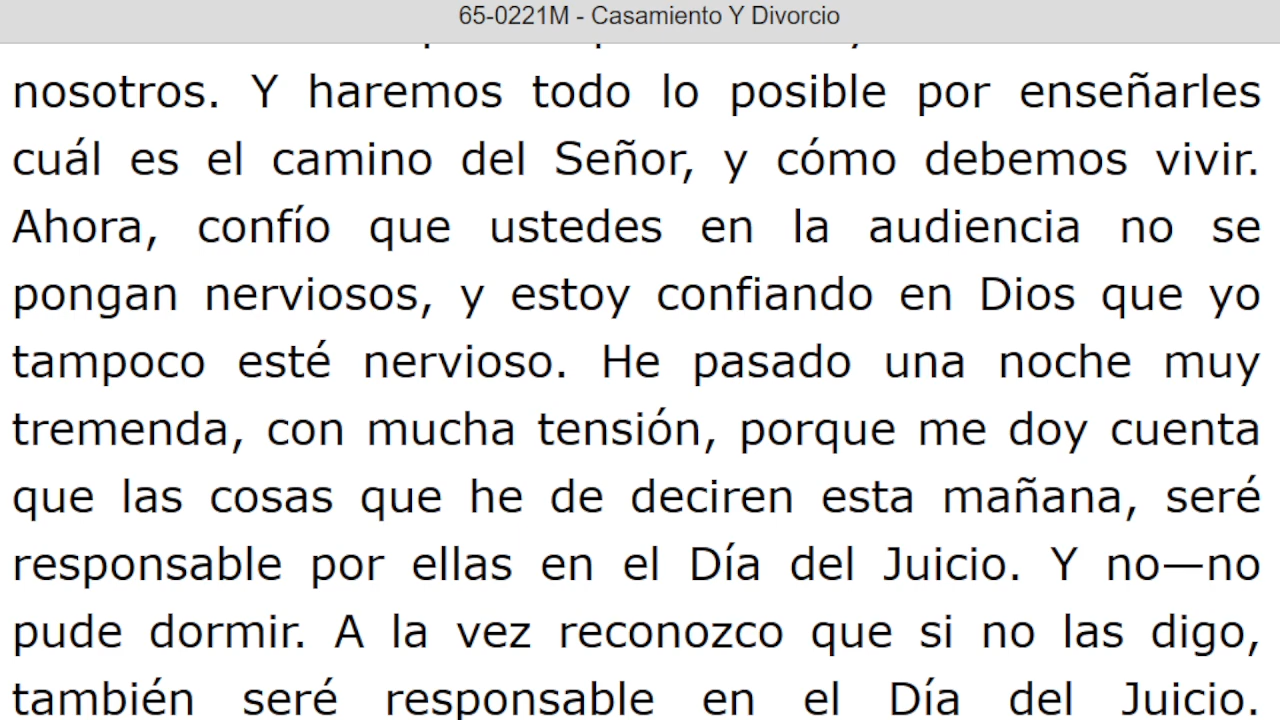 65-0221M - Casamiento Y Divorcio
nosotros. Y haremos todo lo posible por enseñarles
cuál es el camino del Señor, y cómo debemos vivir.
Ahora, confío que ustedes en la audiencia no se
pongan nerviosos, y estoy confiando en Dios que yo
tampoco esté nervioso. He pasado una noche muy
tremenda, con mucha tensión, porque me doy cuenta
que las cosas que he de deciren esta mañana, seré
responsable por ellas en el Día del Juicio. Y no—no
pude dormir. A la vez reconozco que si no las digo,
también seré responsable en el Día del Juicio.